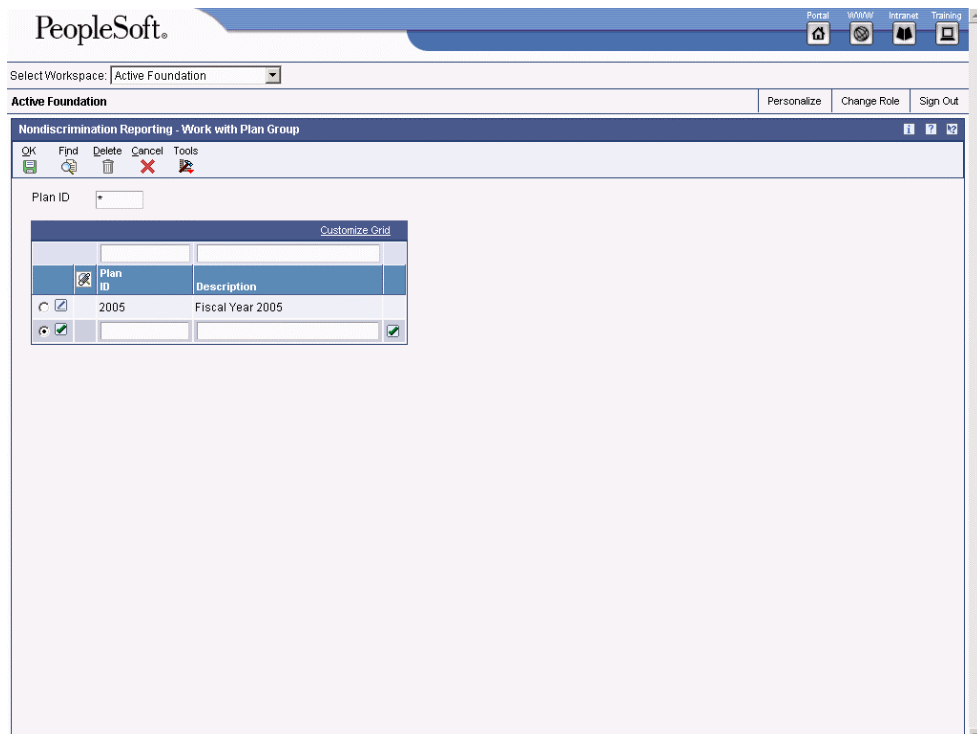 PeopleSoft®
Portal WWW Intranet Training
Select Workspace: Active Foundation
Active Foundation
Personalize Change Role Sign Out
Nondiscrimination Reporting - Work with Plan Group
OK Find Delete Cancel Tools
Plan ID *
Customize Grid
Plan
ID Description
2005 Fiscal Year 2005